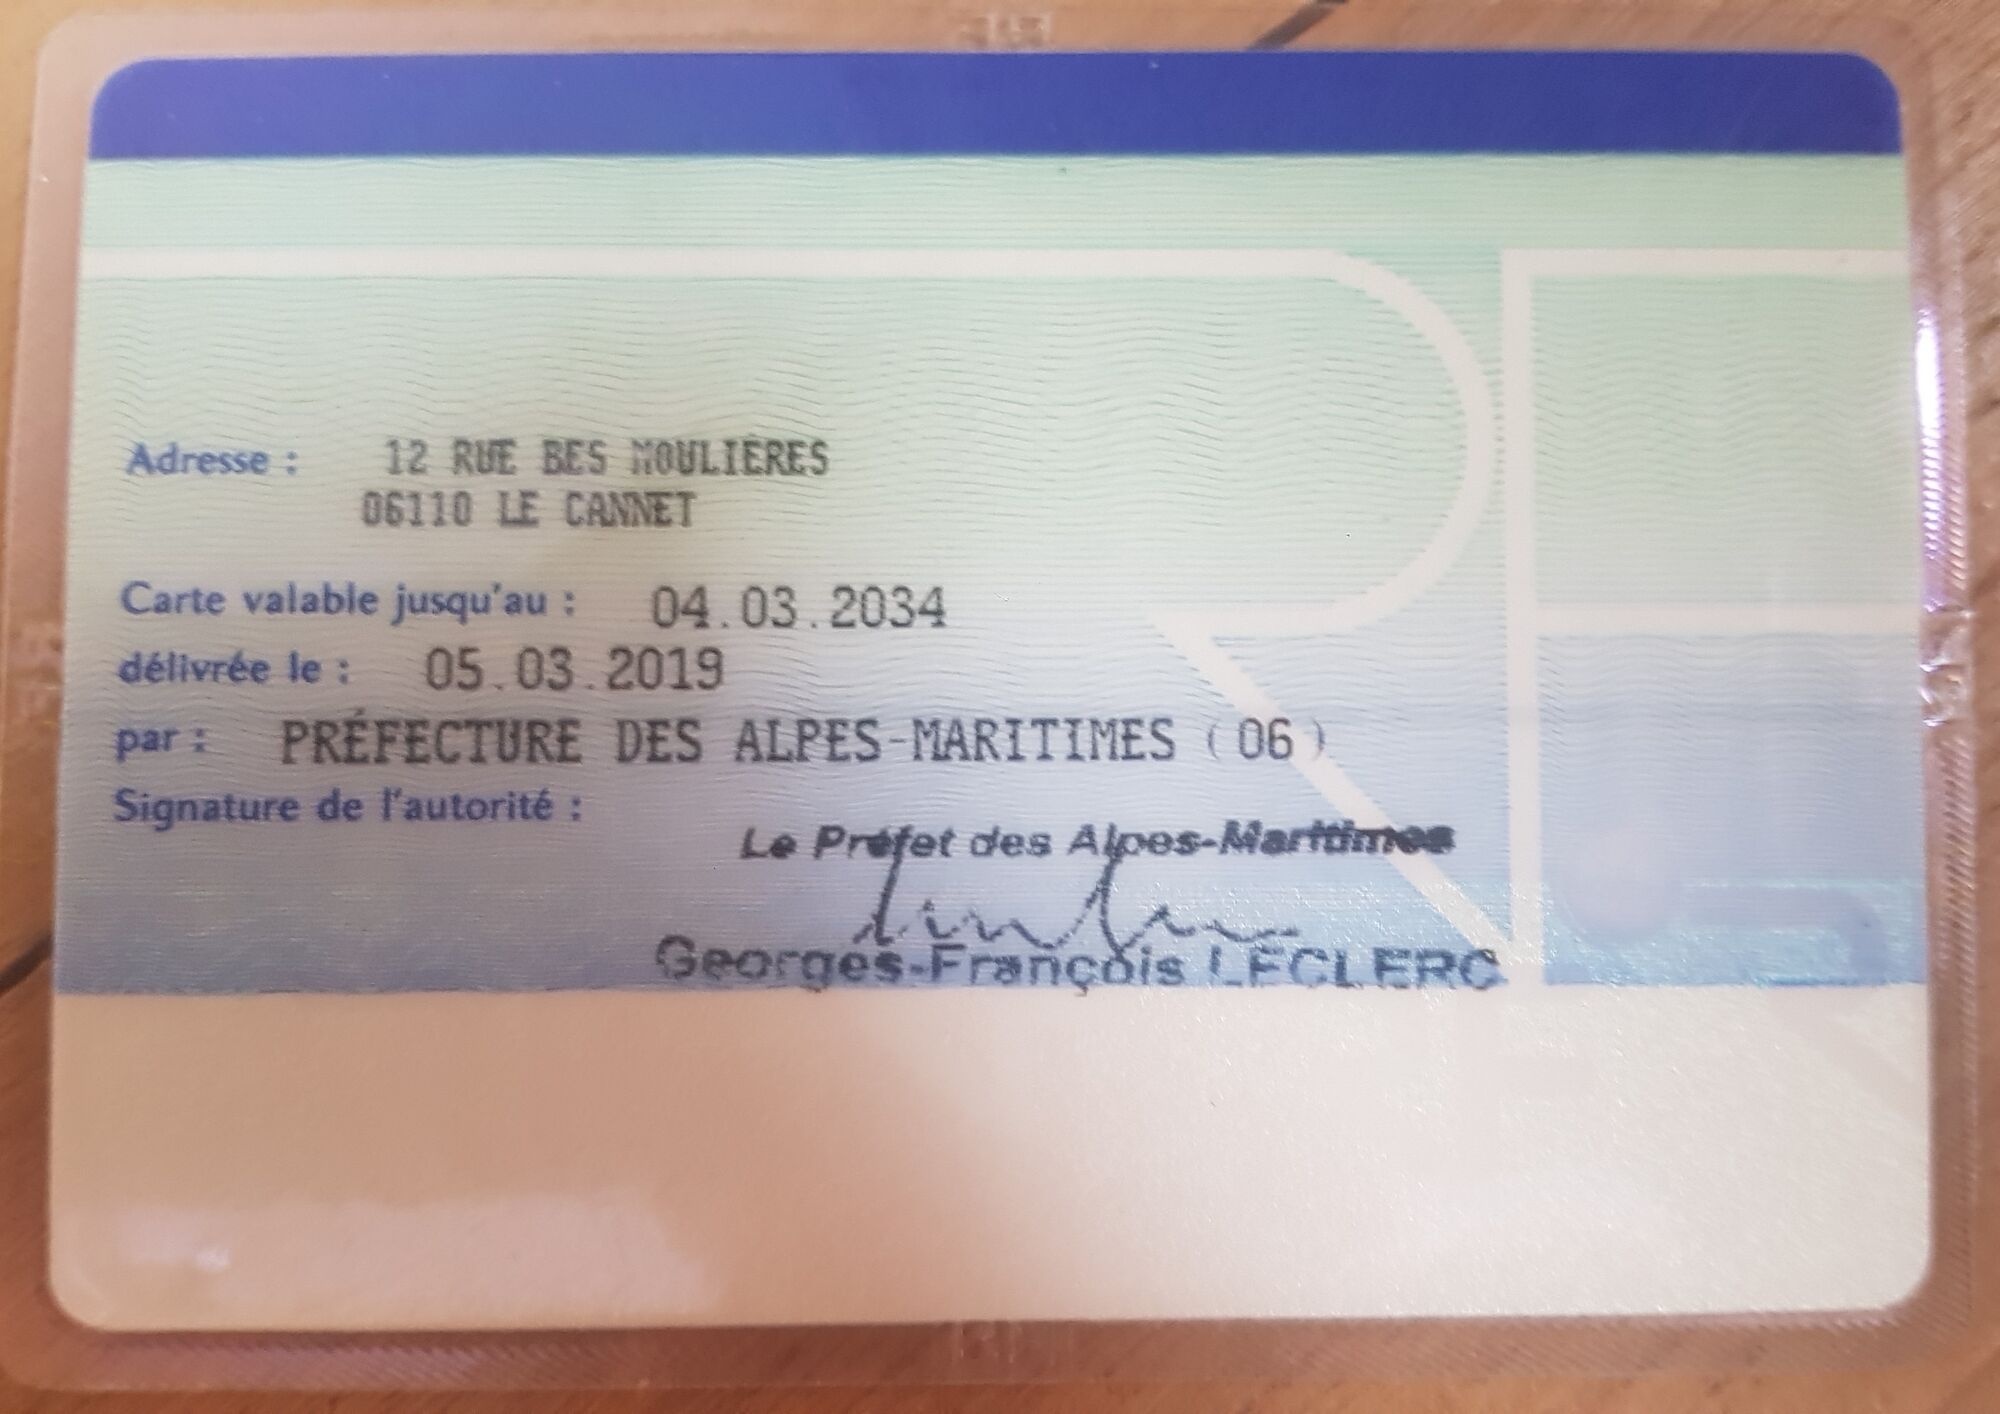 Adresse : 12 RUE BES MOULIÈRES
06110 LE CANNET
Carte valable jusqu'au : 04.03.2034
délivrée le : 05.03.2019
par : PRÉFECTURE DES ALPES-MARITIMES (06)
Signature de l'autorité :
Le Préfet des Alpes-Maritimes
Georges-François LECLERC
RF